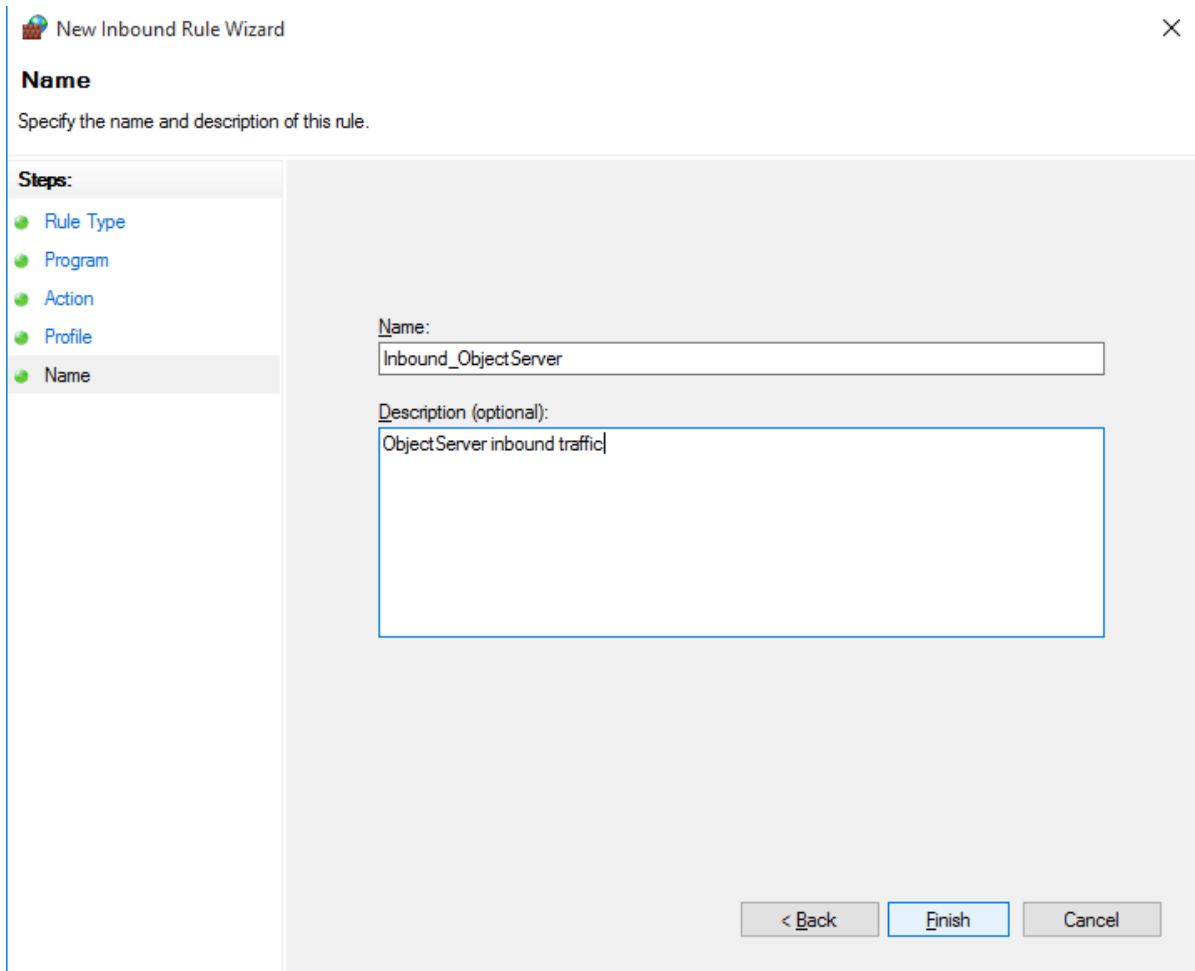 New Inbound Rule Wizard
Name
Specify the name and description of this rule.
Steps:
Rule Type
Program
Action
Profile
Name
Name:
Inbound_ObjectServer
Description (optional):
ObjectServer inbound traffic
< Back Finish Cancel